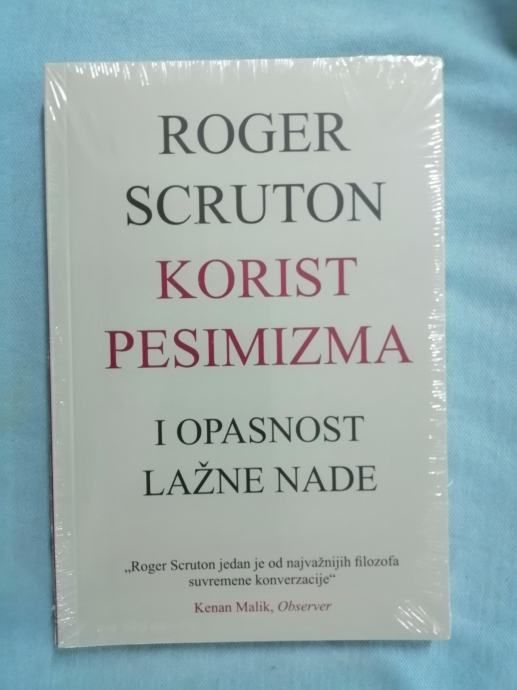 ROGER
SCRUTON
KORIST
PESIMIZMA
I OPASNOST
LAŽNE NADE
„Roger Scruton jedan je od najvažnijih filozofa
suvremene konverzacije“
Kenan Malik, Observer